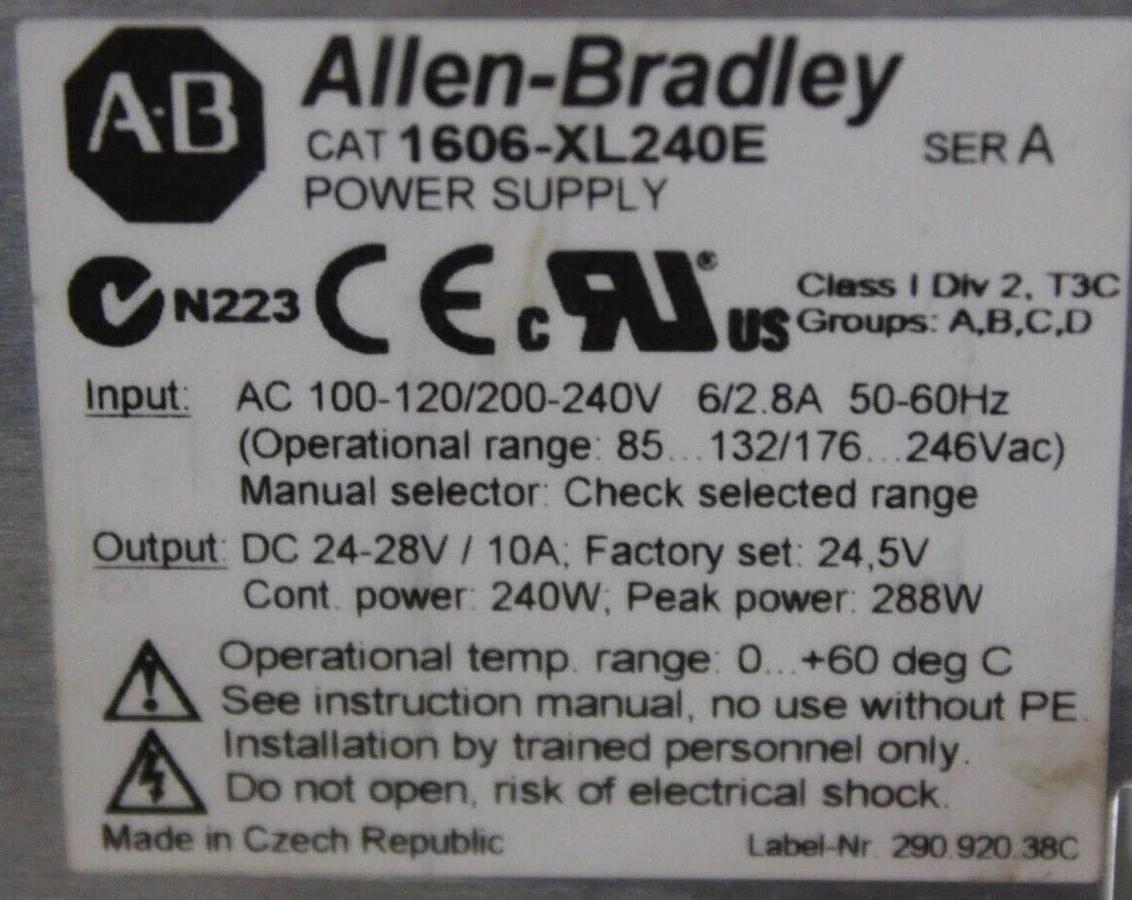 A·B
Allen-Bradley
CAT 1606-XL240E SER A
POWER SUPPLY
N223 CE c RU ® US Class I Div 2, T3C
Groups: A,B,C,D
Input: AC 100-120/200-240V 6/2.8A 50-60Hz
(Operational range: 85...132/176...246Vac)
Manual selector: Check selected range
Output: DC 24-28V / 10A; Factory set: 24,5V
Cont. power: 240W; Peak power: 288W
Operational temp. range: 0...+60 deg C
See instruction manual, no use without PE.
Installation by trained personnel only.
Do not open, risk of electrical shock.
Made in Czech Republic Label-Nr. 290.920.38C